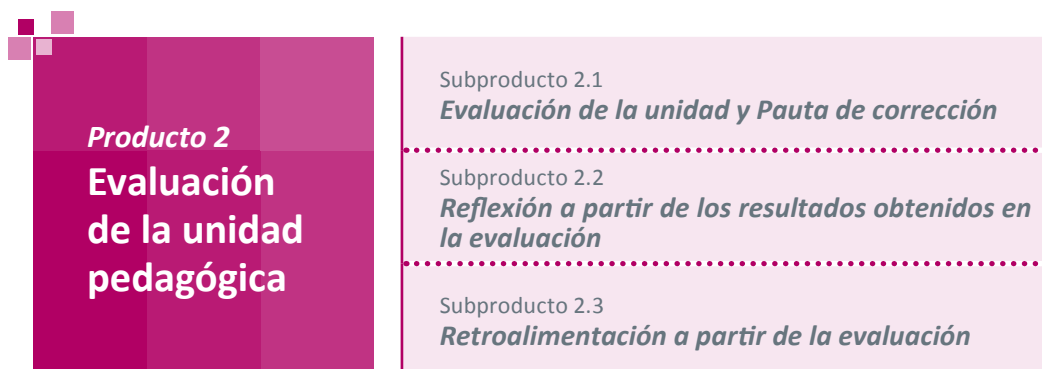 Producto 2
Evaluación
de la unidad
pedagógica
Subproducto 2.1
Evaluación de la unidad y Pauta de corrección
Subproducto 2.2
Reflexión a partir de los resultados obtenidos en
la evaluación
Subproducto 2.3
Retroalimentación a partir de la evaluación